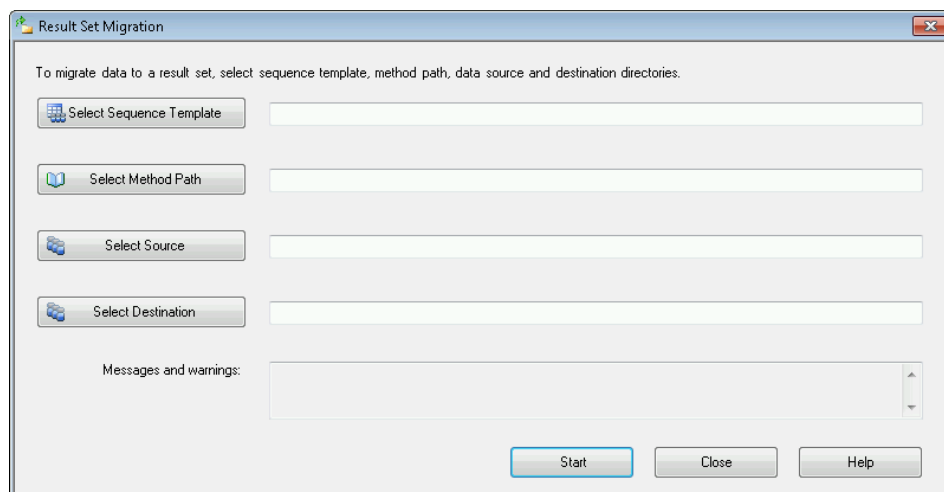 Result Set Migration
To migrate data to a result set, select sequence template, method path, data source and destination directories.
Select Sequence Template
Select Method Path
Select Source
Select Destination
Messages and warnings:
Start Close Help